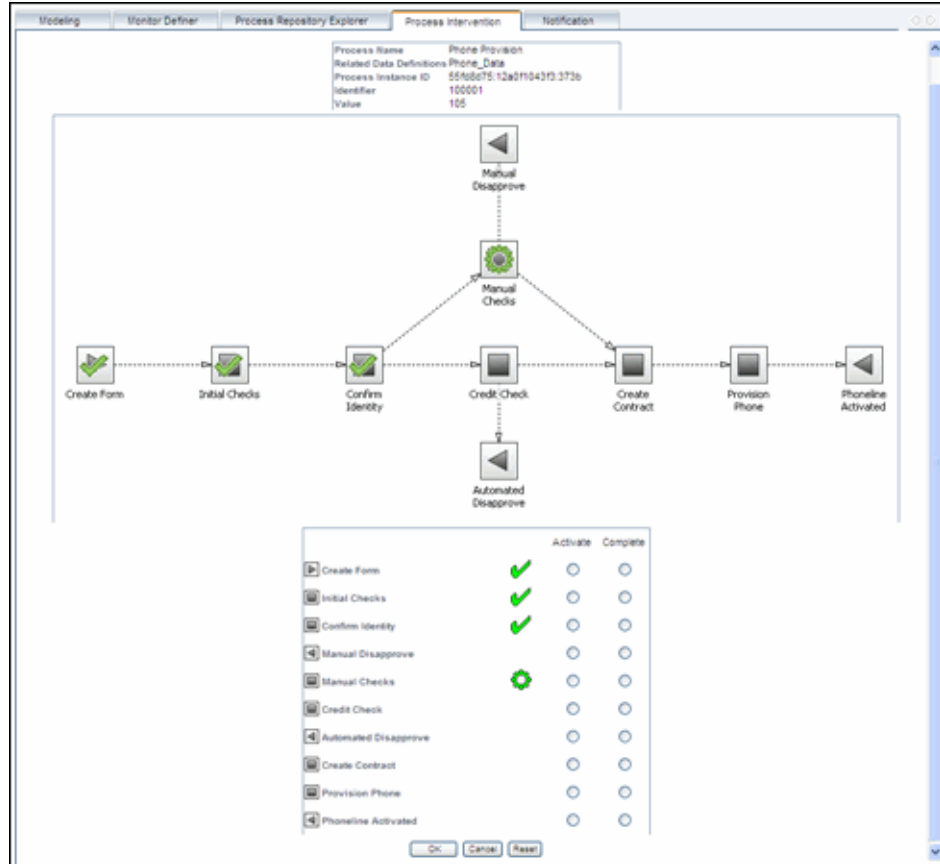 Modeling Monitor Definer Process Repository Explorer Process Intervention Notification
Process Name Phone Provision
Related Data Definitions Phone_Data
Process Instance ID 55fd8d75:12a0f1043f3:373b
Identifier 100001
Value 105
Manual
Disapprove
Manual
Checks
Create Form
Initial Checks
Confirm
Identity
Credit Check
Create
Contract
Provision
Phone
Phoneline
Activated
Automated
Disapprove
Activate Complete
Create Form
Initial Checks
Confirm Identity
Manual Disapprove
Manual Checks
Credit Check
Automated Disapprove
Create Contract
Provision Phone
Phoneline Activated
OK Cancel Reset